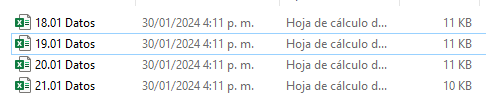 18.01 Datos 30/01/2024 4:11 p. m. Hoja de cálculo d... 11 KB
19.01 Datos 30/01/2024 4:11 p. m. Hoja de cálculo d... 11 KB
20.01 Datos 30/01/2024 4:11 p. m. Hoja de cálculo d... 11 KB
21.01 Datos 30/01/2024 4:11 p. m. Hoja de cálculo d... 10 KB